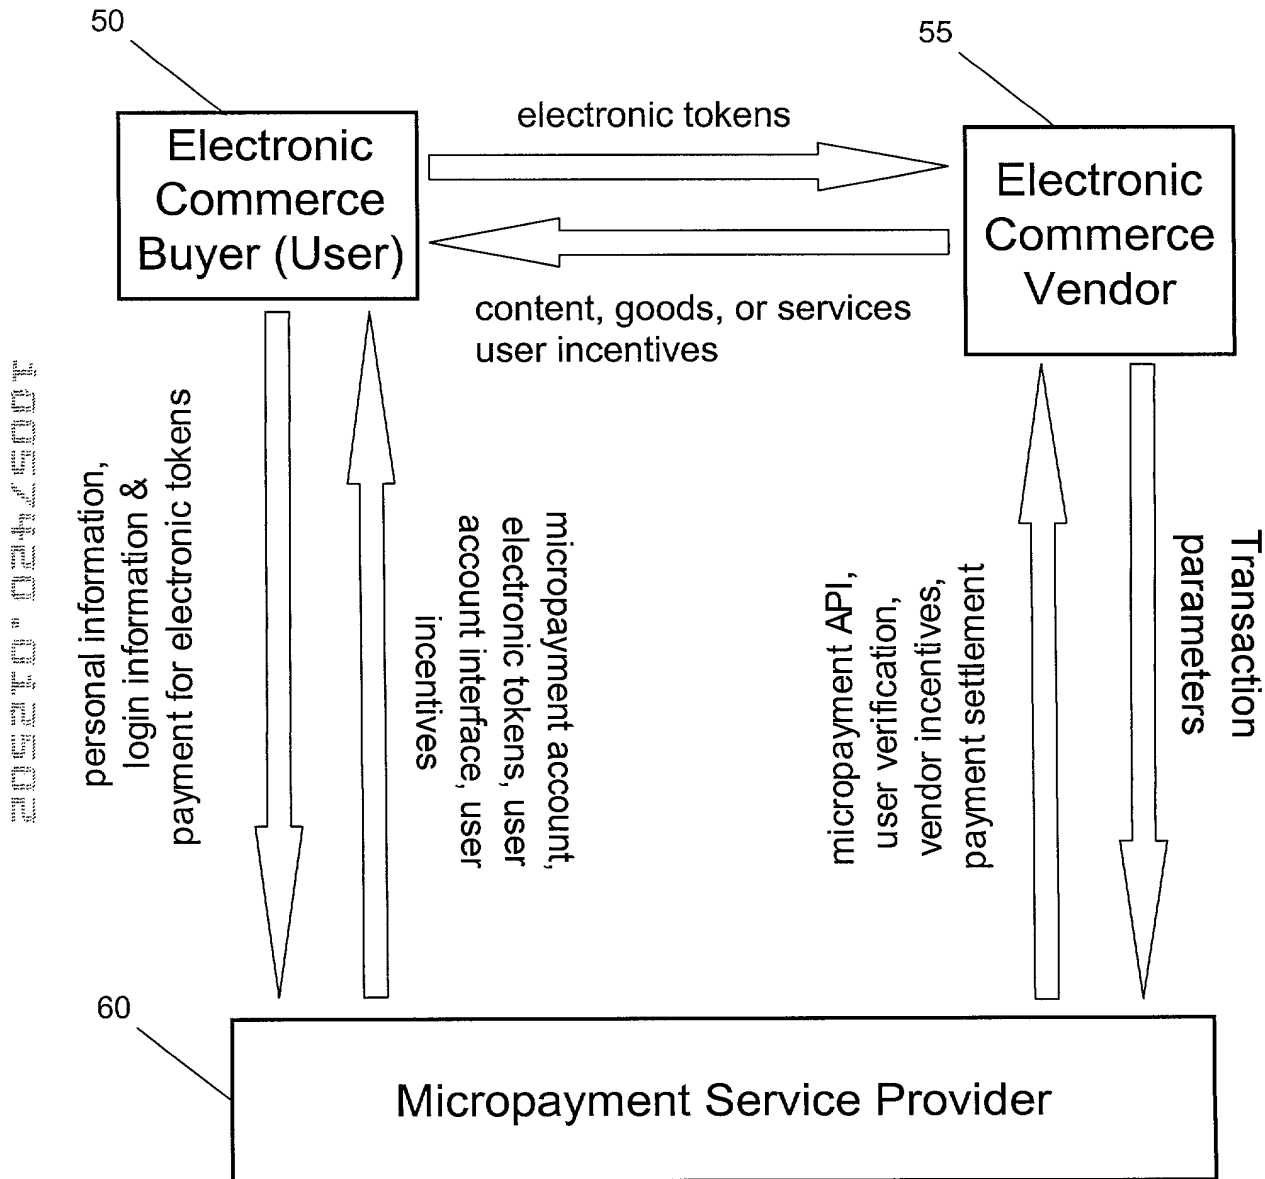 50
55
electronic tokens
Electronic
Commerce
Buyer (User)
Electronic
Commerce
Vendor
content, goods, or services
user incentives
personal information,
login information &
payment for electronic tokens
micropayment account,
electronic tokens, user
account interface, user
incentives
micropayment API,
user verification,
vendor incentives,
payment settlement
Transaction
parameters
10057420.012502
60
Micropayment Service Provider